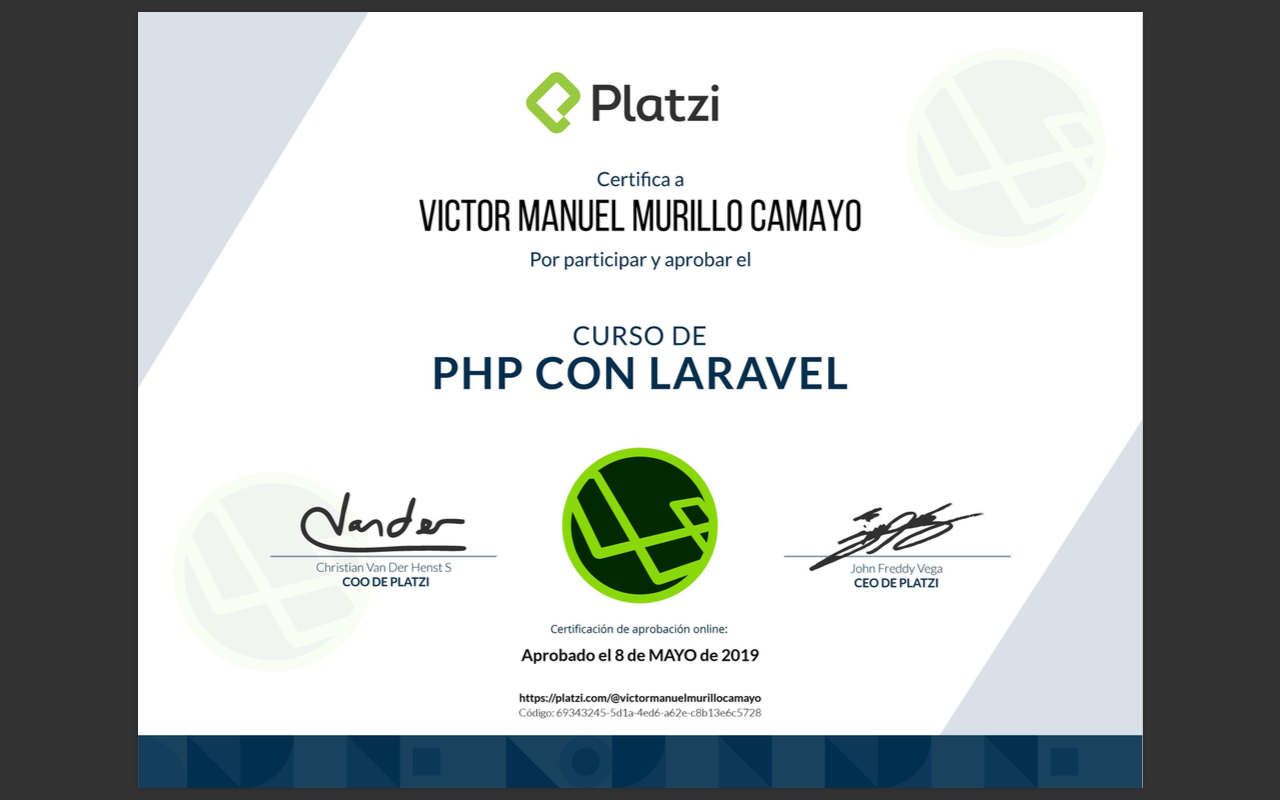 Platzi
Certifica a
VICTOR MANUEL MURILLO CAMAYO
Por participar y aprobar el
CURSO DE
PHP CON LARAVEL
Vander
Christian Van Der Henst S
COO DE PLATZI
John Freddy Vega
CEO DE PLATZI
Certificación de aprobación online:
Aprobado el 8 de MAYO de 2019
https://platzi.com/@victormanuelmurillocamayo
Código: 69343245-5d1a-4ed6-a62e-c8b13e6c5728